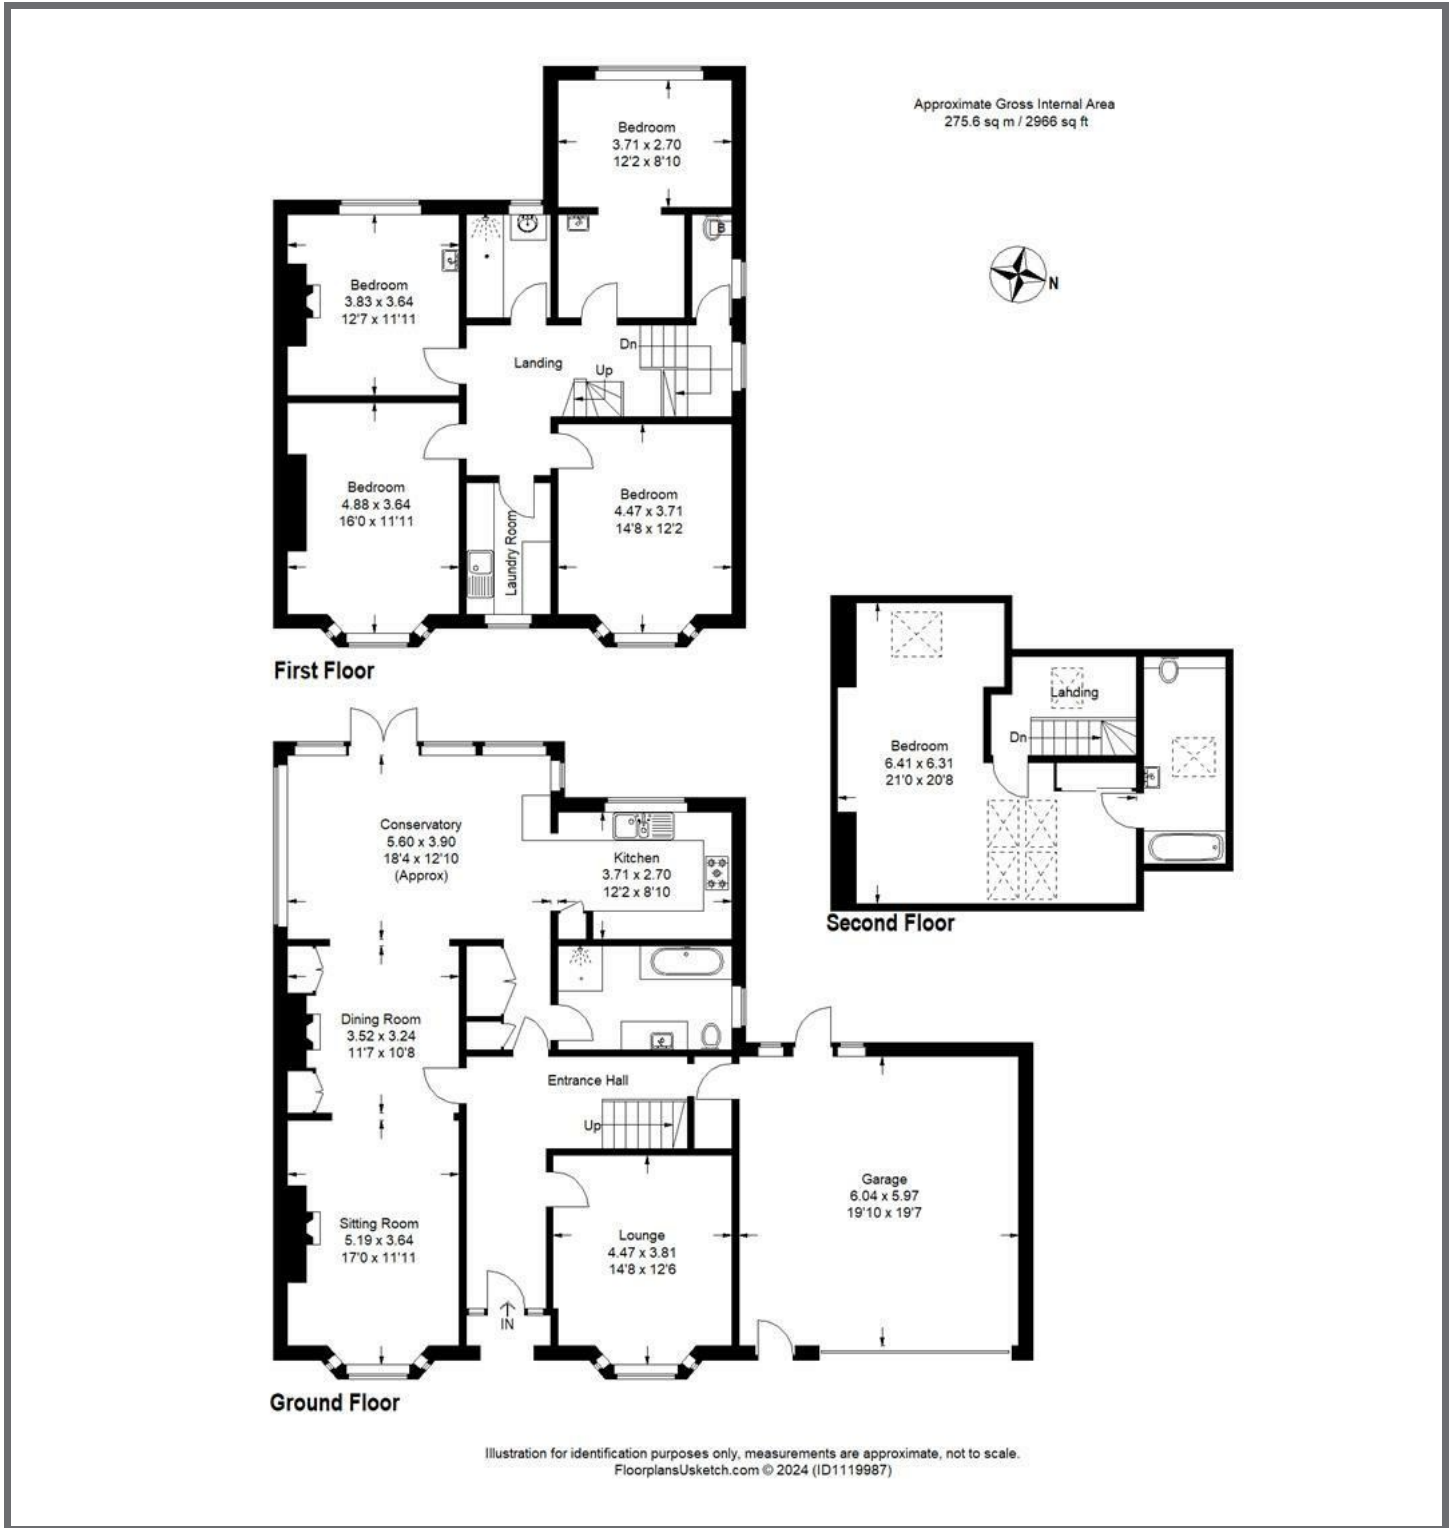 Approximate Gross Internal Area
275.6 sq m / 2966 sq ft
N
Bedroom
3.71 x 2.70
12'2 x 8'10
B
Bedroom
3.83 x 3.64
12'7 x 11'11
Landing
Dn
Up
Bedroom
4.88 x 3.64
16'0 x 11'11
Laundry Room
Bedroom
4.47 x 3.71
14'8 x 12'2
First Floor
Landing
Dn
Bedroom
6.41 x 6.31
21'0 x 20'8
Second Floor
Conservatory
5.60 x 3.90
18'4 x 12'10
(Approx)
Kitchen
3.71 x 2.70
12'2 x 8'10
Dining Room
3.52 x 3.24
11'7 x 10'8
Entrance Hall
Up
Sitting Room
5.19 x 3.64
17'0 x 11'11
IN
Lounge
4.47 x 3.81
14'8 x 12'6
Garage
6.04 x 5.97
19'10 x 19'7
Ground Floor
Illustration for identification purposes only, measurements are approximate, not to scale.
FloorplansUsketch.com © 2024 (ID1119987)